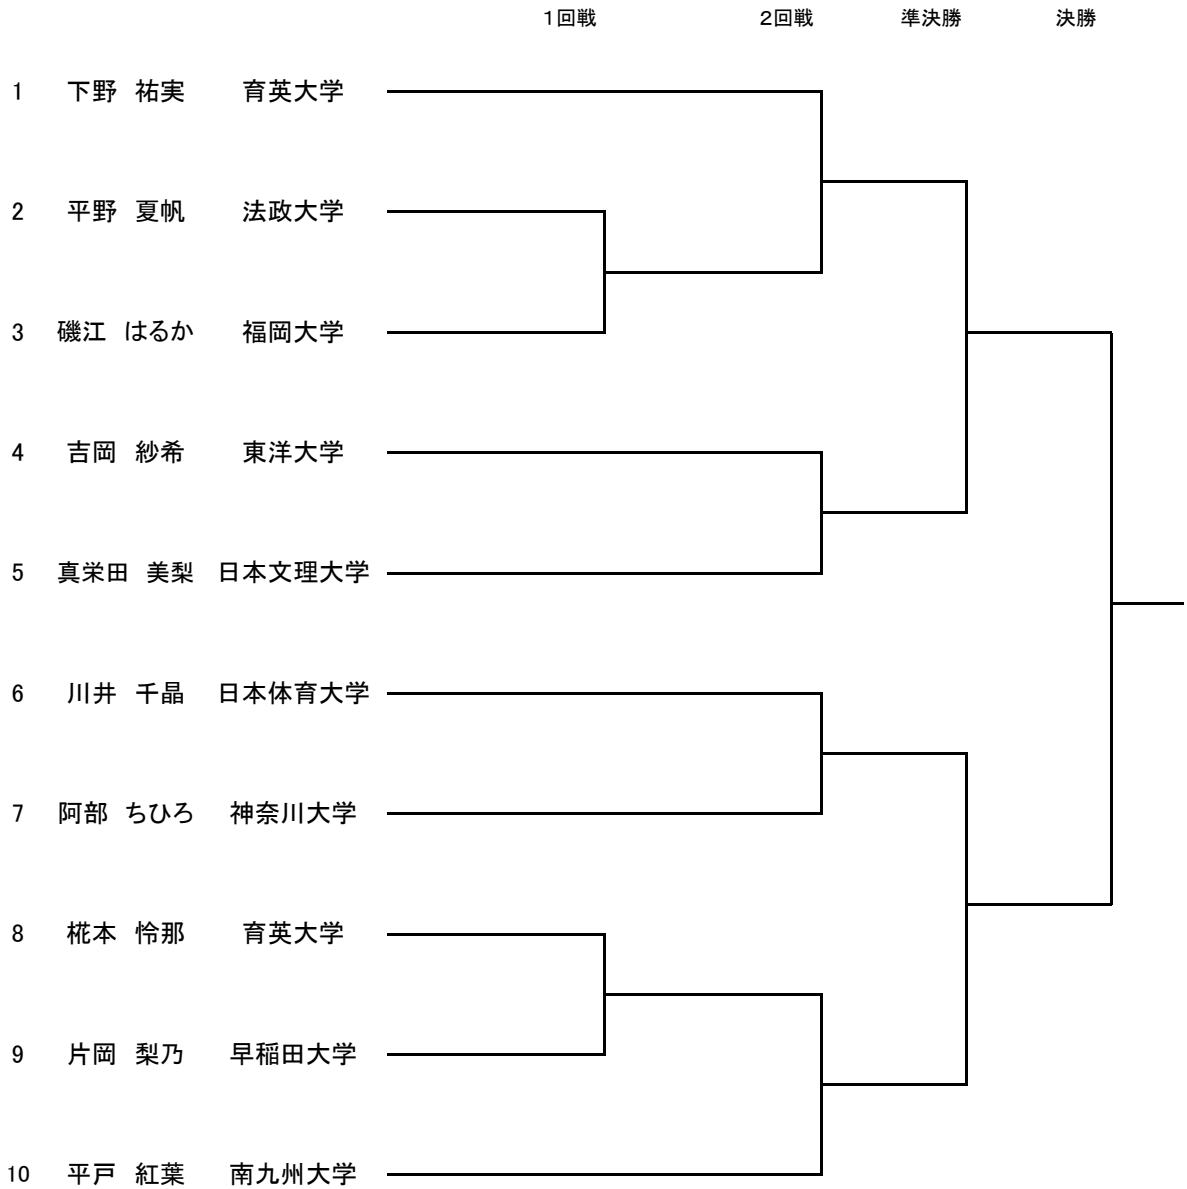 １回戦 ２回戦 準決勝 決勝
1 下野 祐実 育英大学
2 平野 夏帆 法政大学
3 磯江 はるか 福岡大学
4 吉岡 紗希 東洋大学
5 真栄田 美梨 日本文理大学
6 川井 千晶 日本体育大学
7 阿部 ちひろ 神奈川大学
8 椛本 怜那 育英大学
9 片岡 梨乃 早稲田大学
10 平戸 紅葉 南九州大学